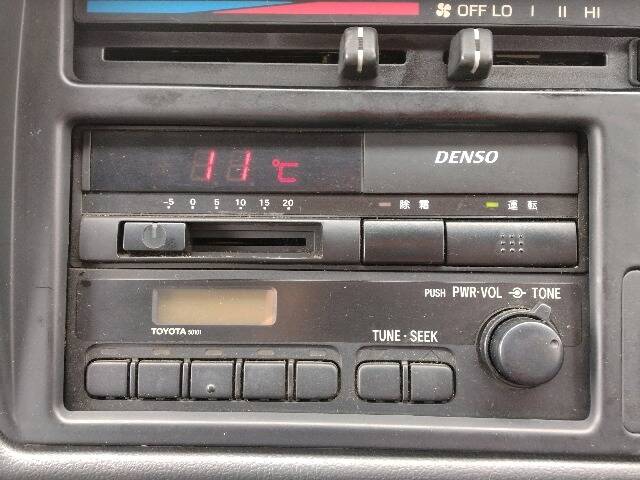 OFF LO I II HI
11℃
DENSO
-5 0 5 10 15 20
除霜
運転
PUSH PWR·VOL TONE
TOYOTA 50101
TUNE · SEEK